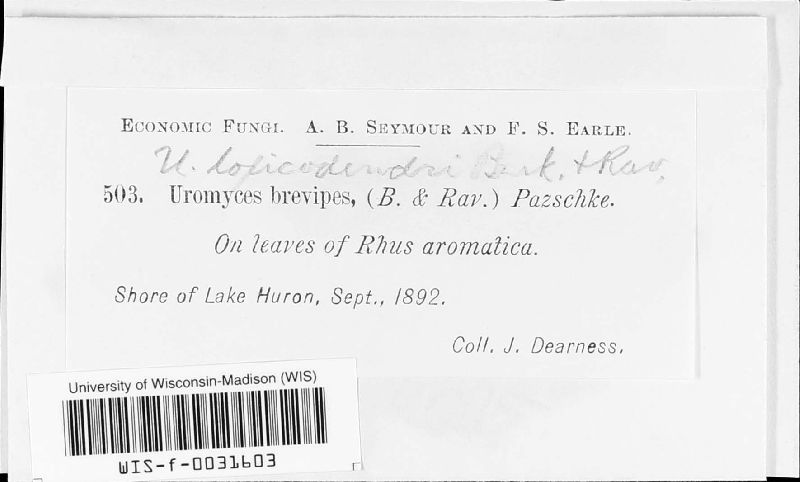 ECONOMIC FUNGI. A. B. SEYMOUR AND F. S. EARLE.
U. toxicodendri Berk. & Rav.
503. Uromyces brevipes, (B. & Rav.) Pazschke.
On leaves of Rhus aromatica.
Shore of Lake Huron, Sept., 1892.
Coll. J. Dearness.
University of Wisconsin-Madison (WIS)
WIS-f-0031603